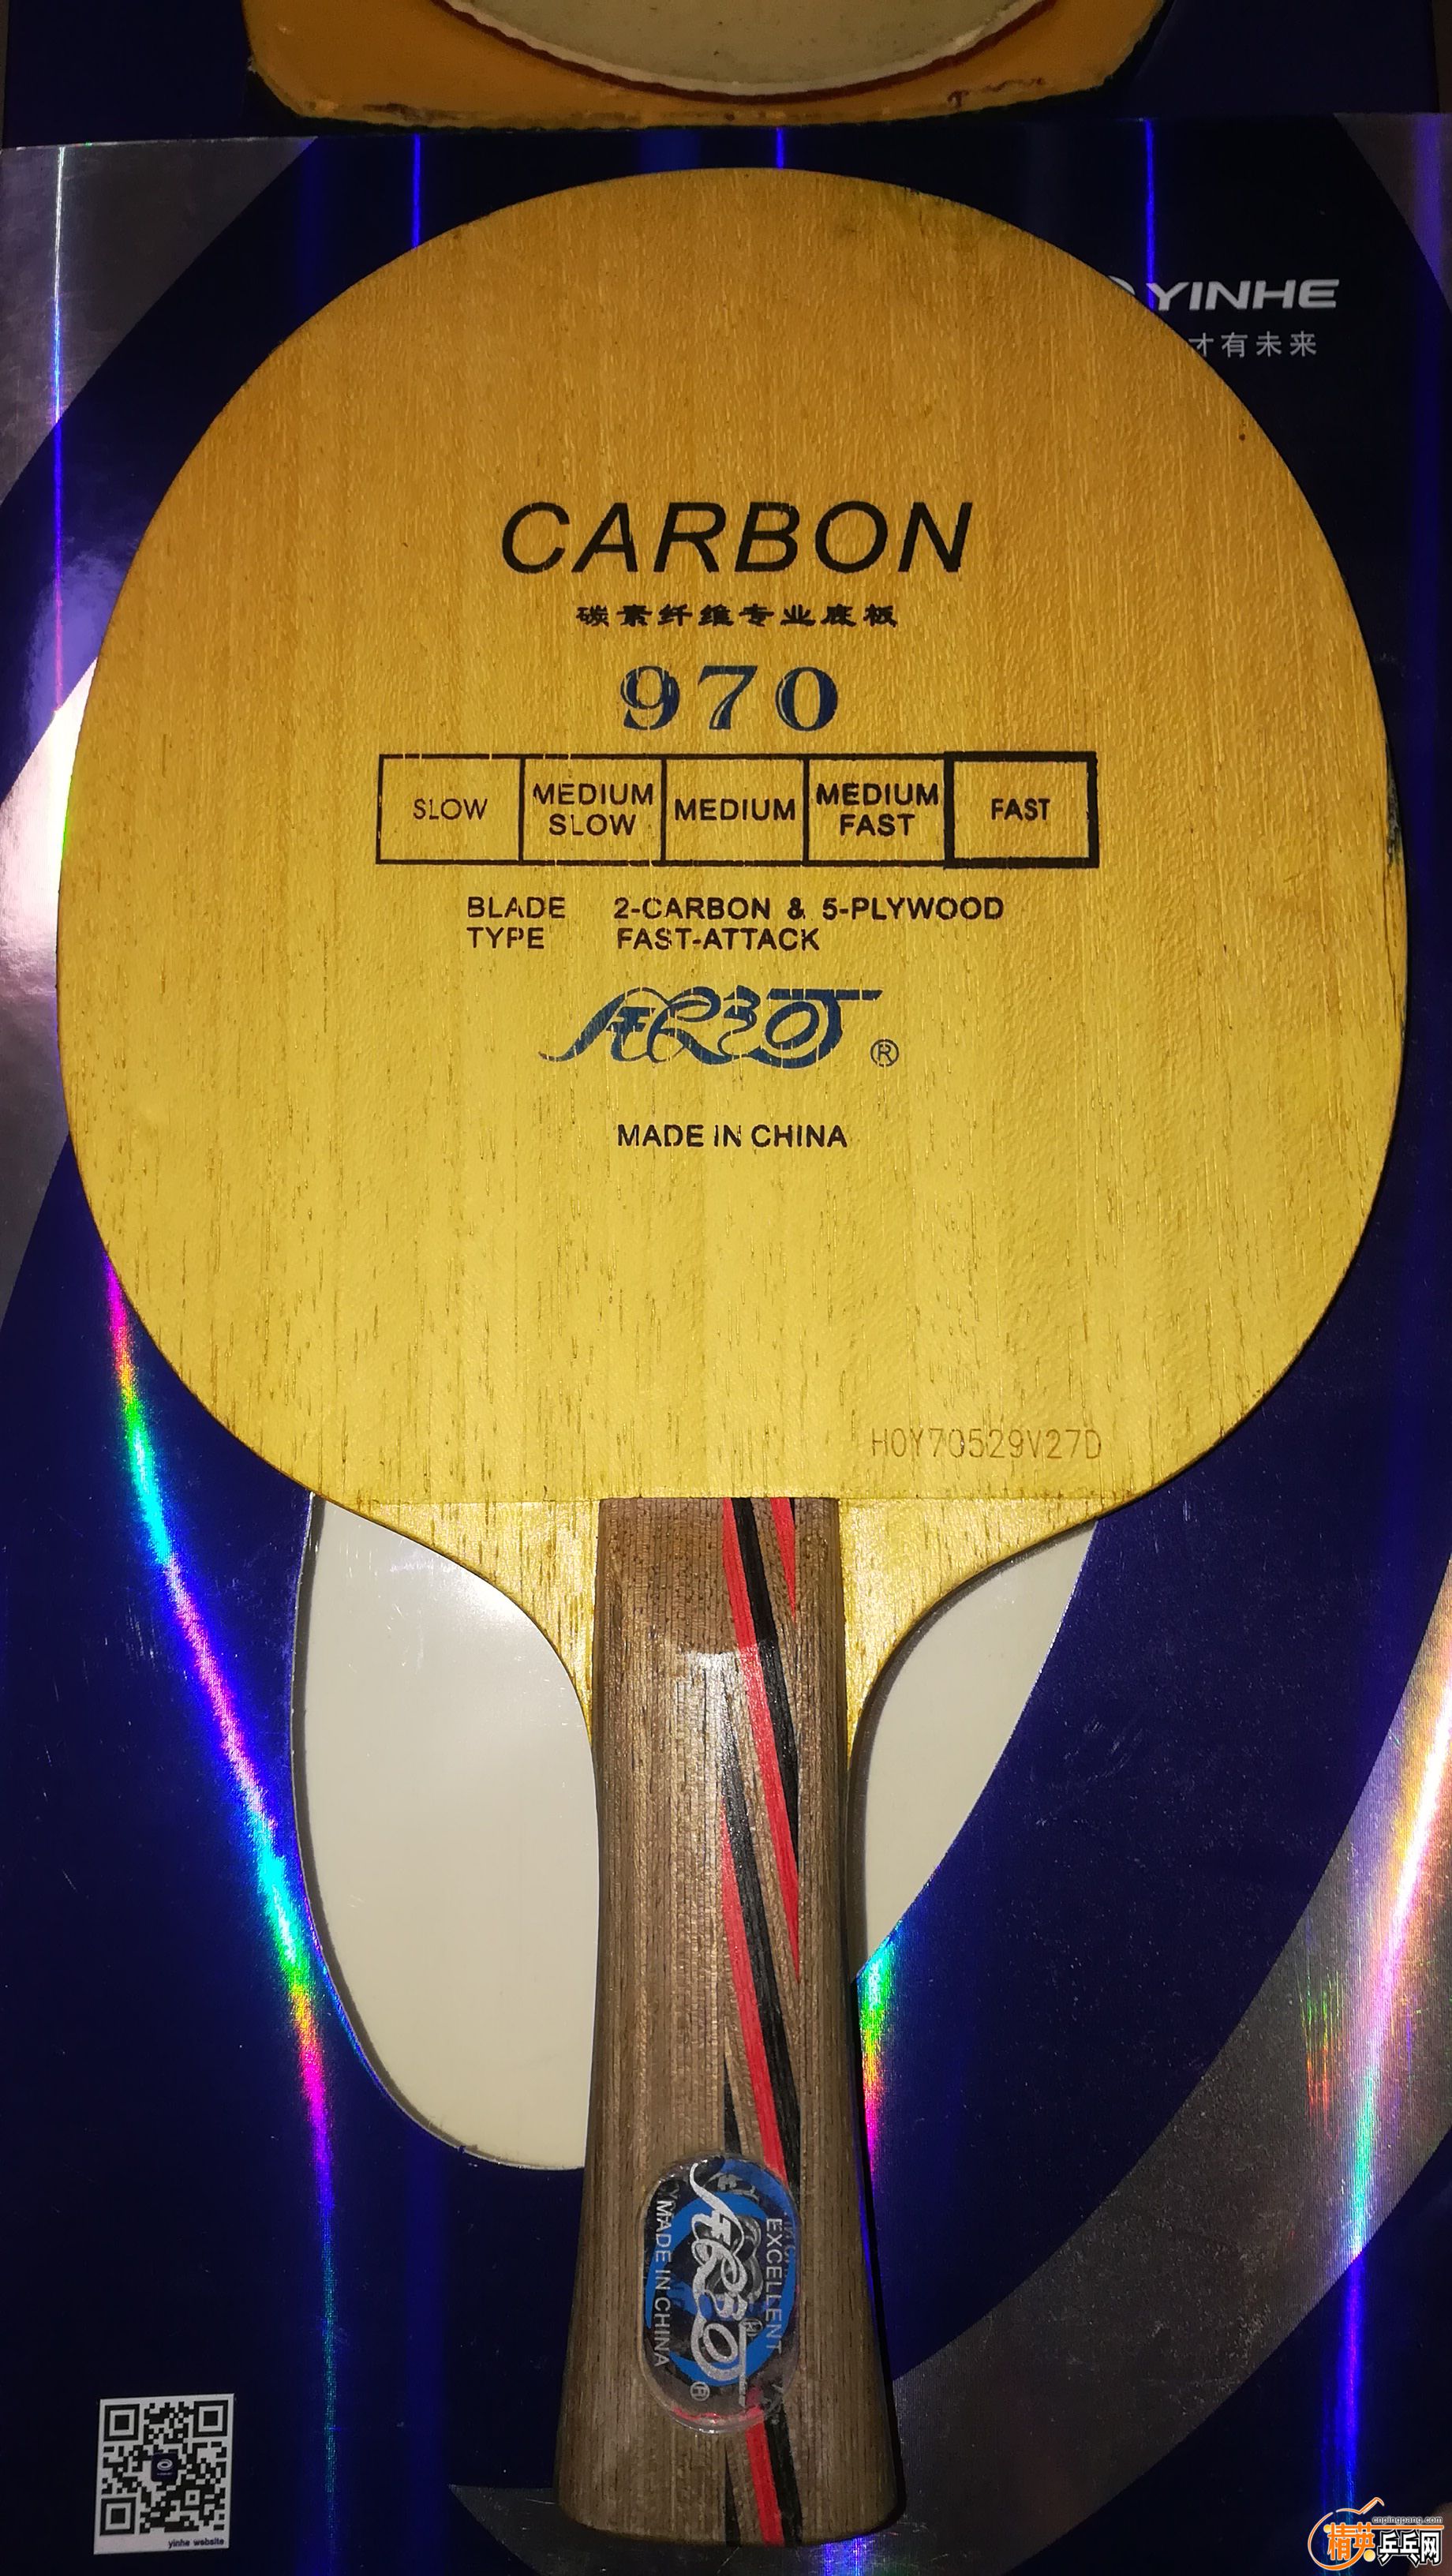 YINHE
才有未来
CARBON
碳素纤维专业底板
970
SLOW
MEDIUM SLOW
MEDIUM
MEDIUM FAST
FAST
BLADE 2-CARBON & 5-PLYWOOD
TYPE FAST-ATTACK
®
MADE IN CHINA
H0Y70529V27D
EXCELLENT
MADE IN CHINA
®
yinhe website
cnpingpang.com
精英乒乓网